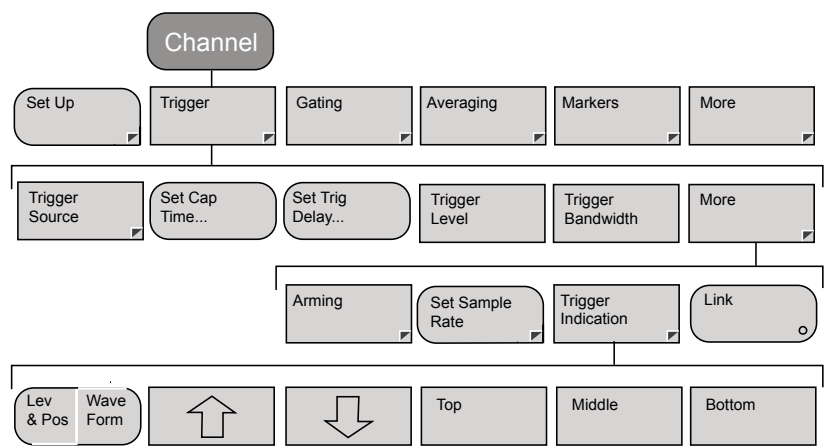 Channel
Set Up
Trigger
Gating
Averaging
Markers
More
Trigger
Source
Set Cap
Time...
Set Trig
Delay...
Trigger
Level
Trigger
Bandwidth
More
Arming
Set Sample
Rate
Trigger
Indication
Link
Lev
& Pos
Wave
Form
Top
Middle
Bottom